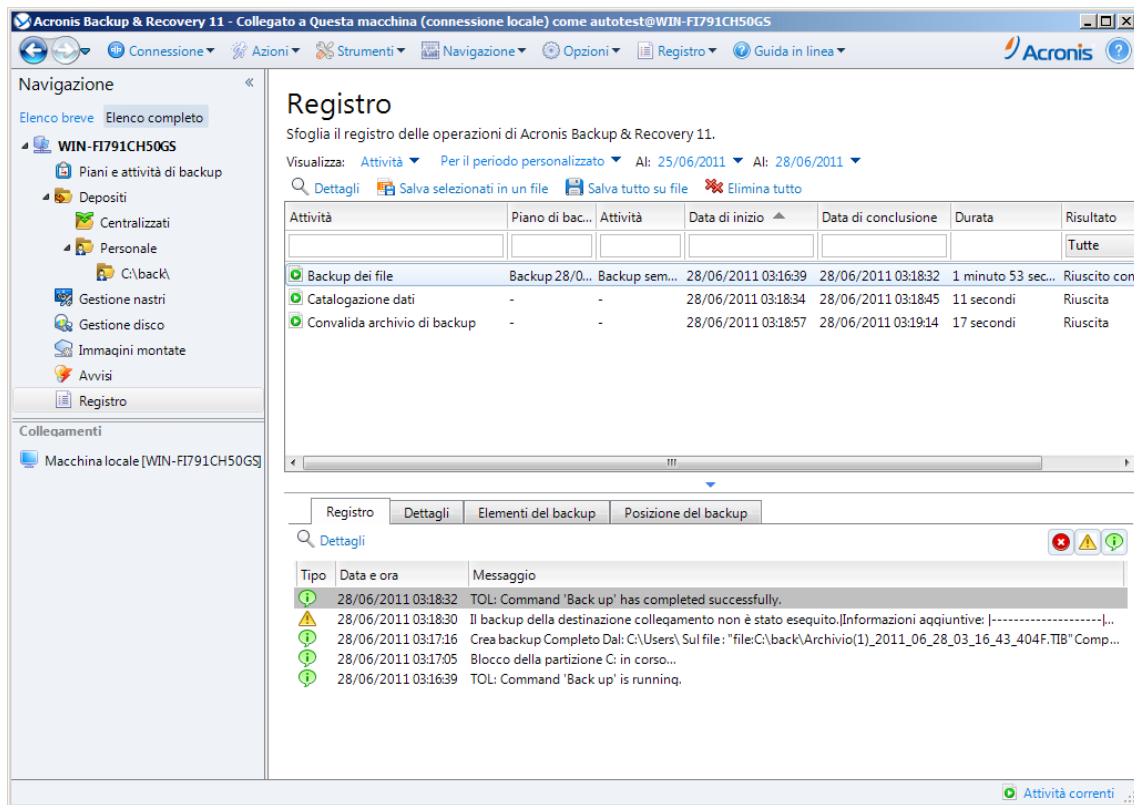 Acronis Backup & Recovery 11 - Collegato a Questa macchina (connessione locale) come autotest@WIN-FI791CH50GS
Connessione Azioni Strumenti Navigazione Opzioni Registro Guida in linea Acronis
Navigazione
Elenco breve Elenco completo
WIN-FI791CH50GS
Piani e attività di backup
Depositi
Centralizzati
Personale
C:\back\
Gestione nastri
Gestione disco
Immagini montate
Avvisi
Registro
Collegamenti
Macchina locale [WIN-FI791CH50GS]
Registro
Sfoglia il registro delle operazioni di Acronis Backup & Recovery 11.
Visualizza: Attività Per il periodo personalizzato Al: 25/06/2011 Al: 28/06/2011
Dettagli Salva selezionati in un file Salva tutto su file Elimina tutto
Attività Piano di bac... Attività Data di inizio Data di conclusione Durata Risultato
Tutte
Backup dei file Backup 28/0... Backup sem... 28/06/2011 03:16:39 28/06/2011 03:18:32 1 minuto 53 sec... Riuscito con
Catalogazione dati - - 28/06/2011 03:18:34 28/06/2011 03:18:45 11 secondi Riuscita
Convalida archivio di backup - - 28/06/2011 03:18:57 28/06/2011 03:19:14 17 secondi Riuscita
Registro Dettagli Elementi del backup Posizione del backup
Dettagli
Tipo Data e ora Messaggio
28/06/2011 03:18:32 TOL: Command 'Back up' has completed successfully.
28/06/2011 03:18:30 Il backup della destinazione collegamento non è stato eseguito.|Informazioni aggiuntive: |--------------------|...
28/06/2011 03:17:16 Crea backup Completo Dal: C:\Users\ Sul file : "file:C:\back\Archivio(1)_2011_06_28_03_16_43_404F.TIB" Comp...
28/06/2011 03:17:05 Blocco della partizione C: in corso...
28/06/2011 03:16:39 TOL: Command 'Back up' is running.
Attività correnti